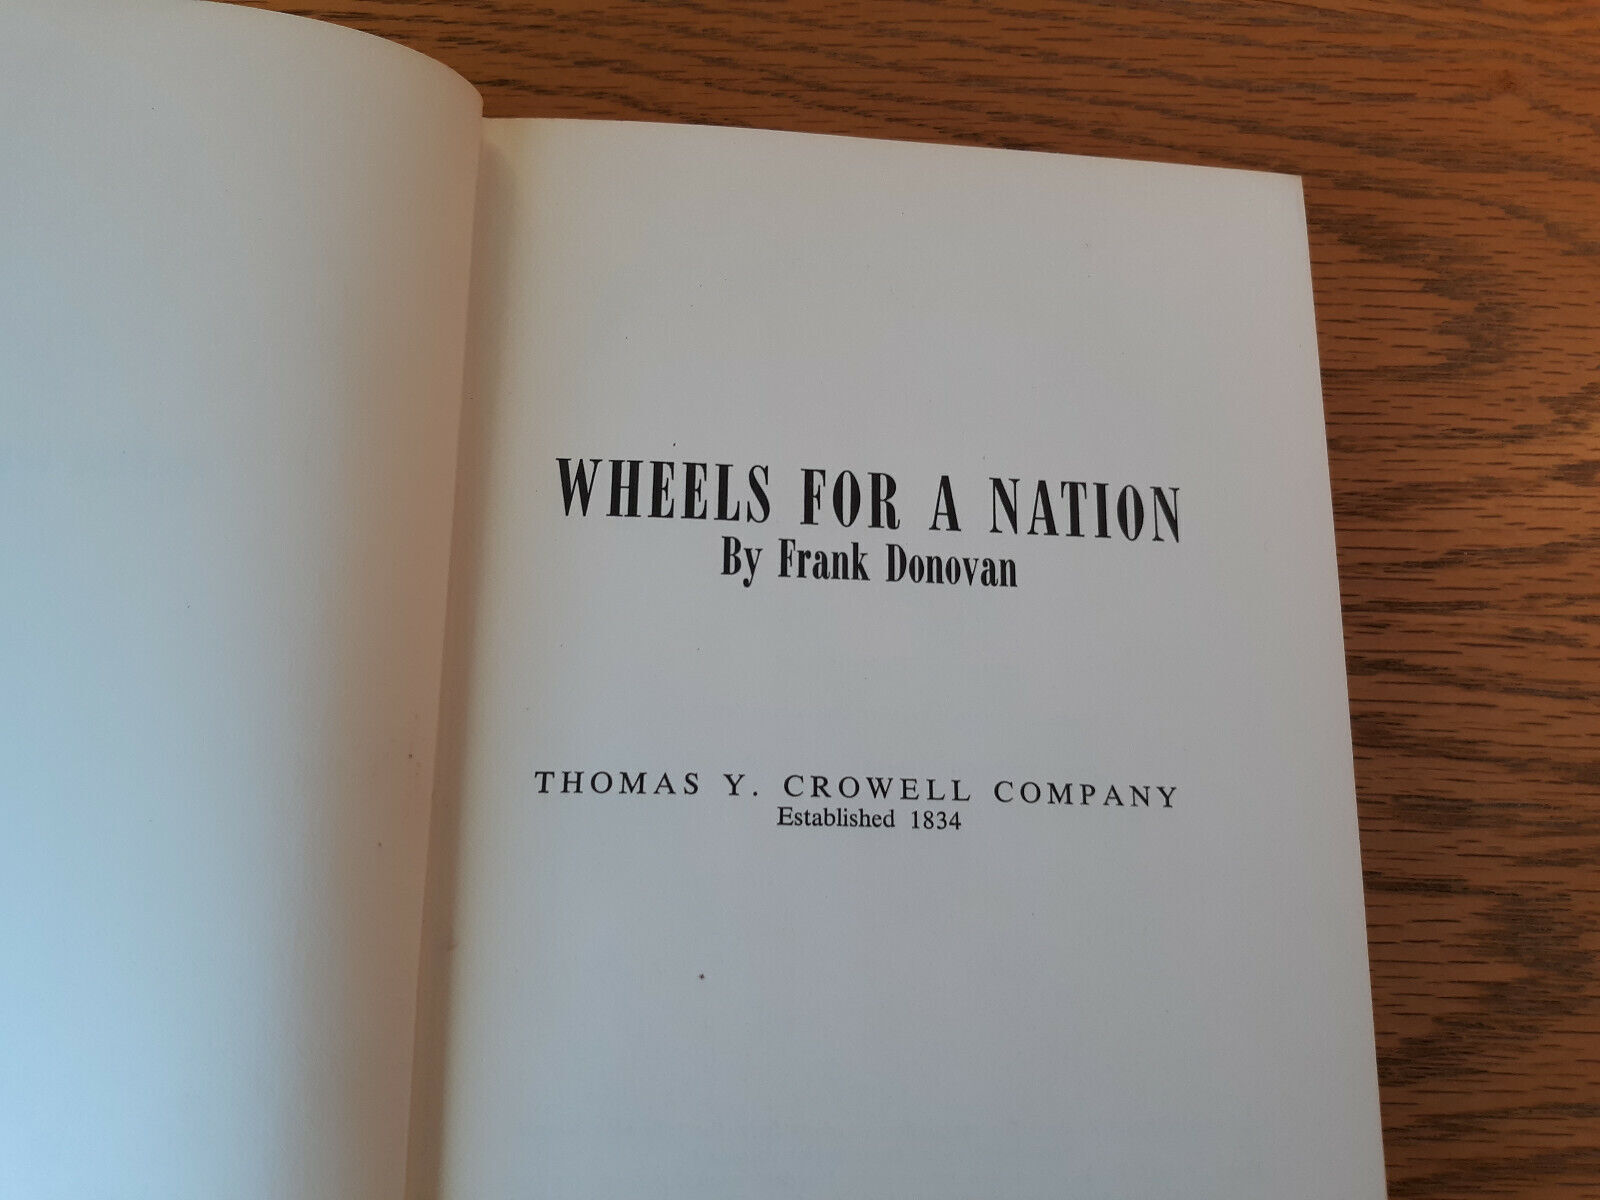 WHEELS FOR A NATION
By Frank Donovan
THOMAS Y. CROWELL COMPANY
Established 1834